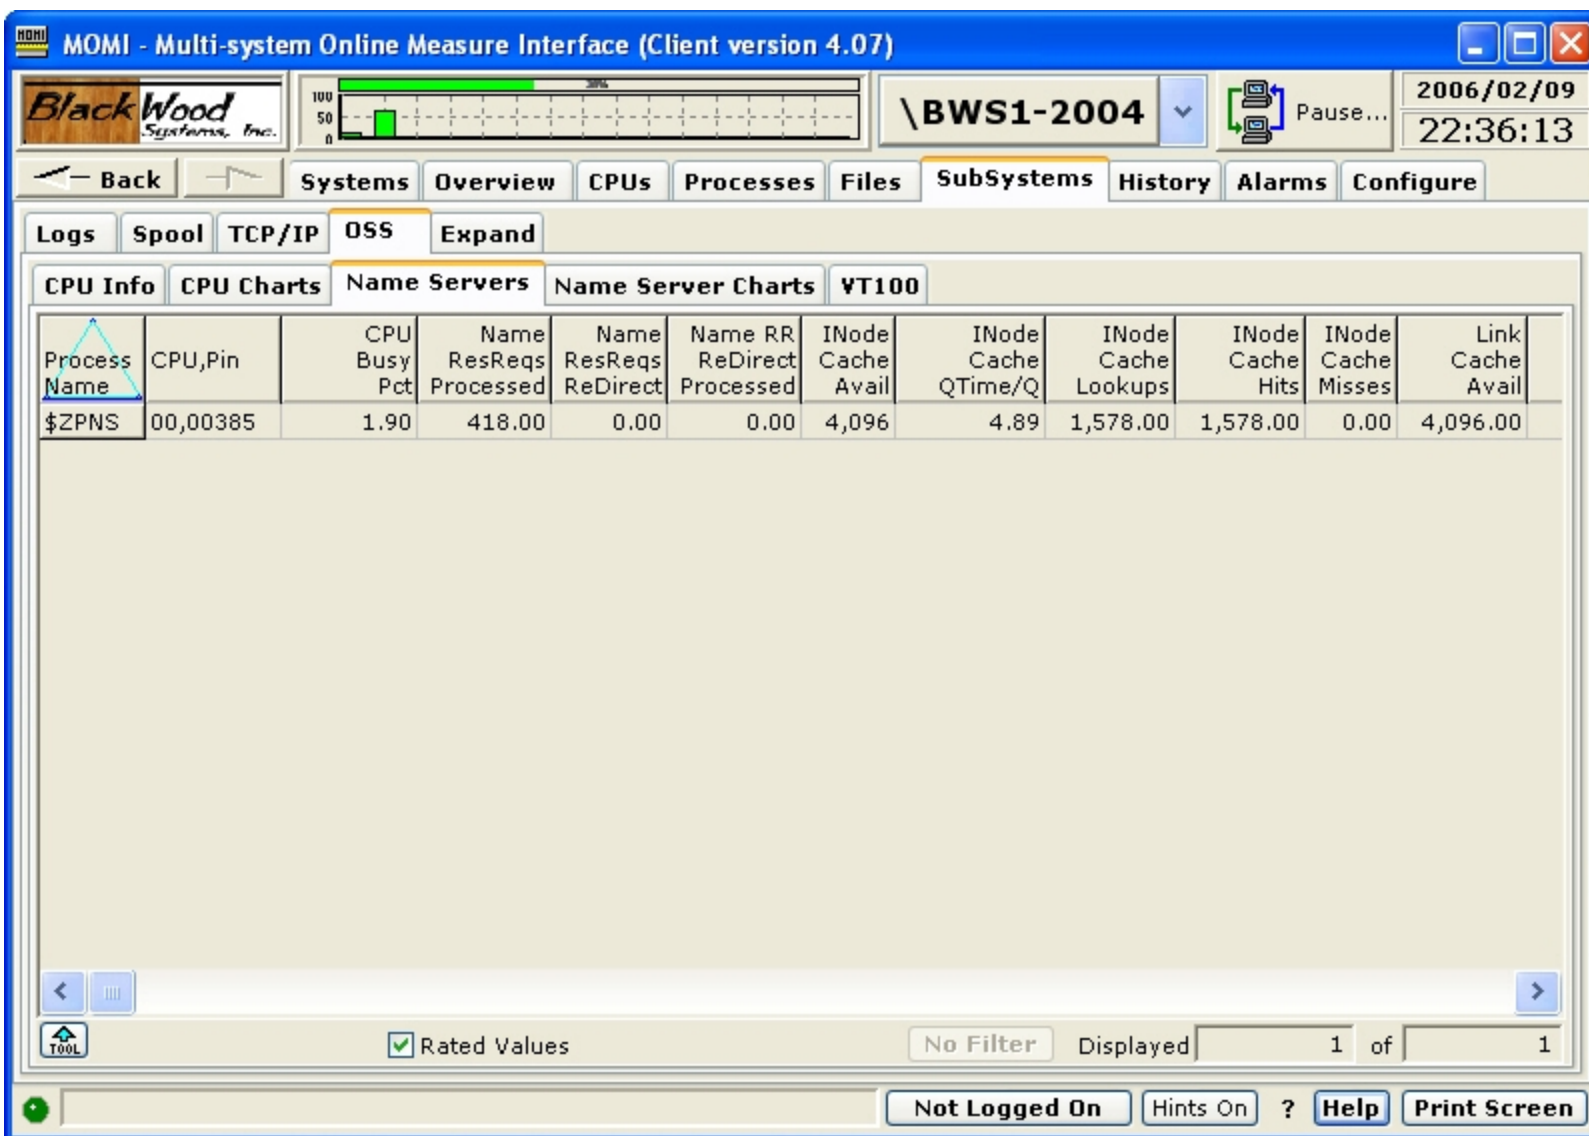 MOMI
MOMI - Multi-system Online Measure Interface (Client version 4.07)
BlackWood
Systems, Inc.
100
50
0
\BWS1-2004
Pause...
2006/02/09
22:36:13
Back
Systems Overview CPUs Processes Files SubSystems History Alarms Configure
Logs Spool TCP/IP OSS Expand
CPU Info CPU Charts Name Servers Name Server Charts VT100
Process Name
CPU,Pin
CPU Busy Pct
Name ResReqs Processed
Name ResReqs ReDirect
Name RR ReDirect Processed
INode Cache Avail
INode Cache QTime/Q
INode Cache Lookups
INode Cache Hits
INode Cache Misses
Link Cache Avail
$ZPNS 00,00385 1.90 418.00 0.00 0.00 4,096 4.89 1,578.00 1,578.00 0.00 4,096.00
TOOL
Rated Values
No Filter
Displayed 1 of 1
Not Logged On
Hints On
?
Help
Print Screen